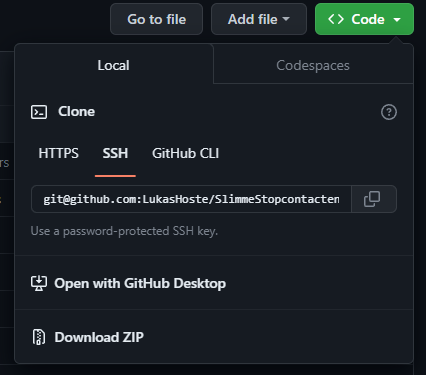 Go to file Add file Code
Local Codespaces
Clone
rs
HTTPS SSH GitHub CLI
s
git@github.com:LukasHoste/SlimmeStopcontacten
Use a password-protected SSH key.
Open with GitHub Desktop
Download ZIP